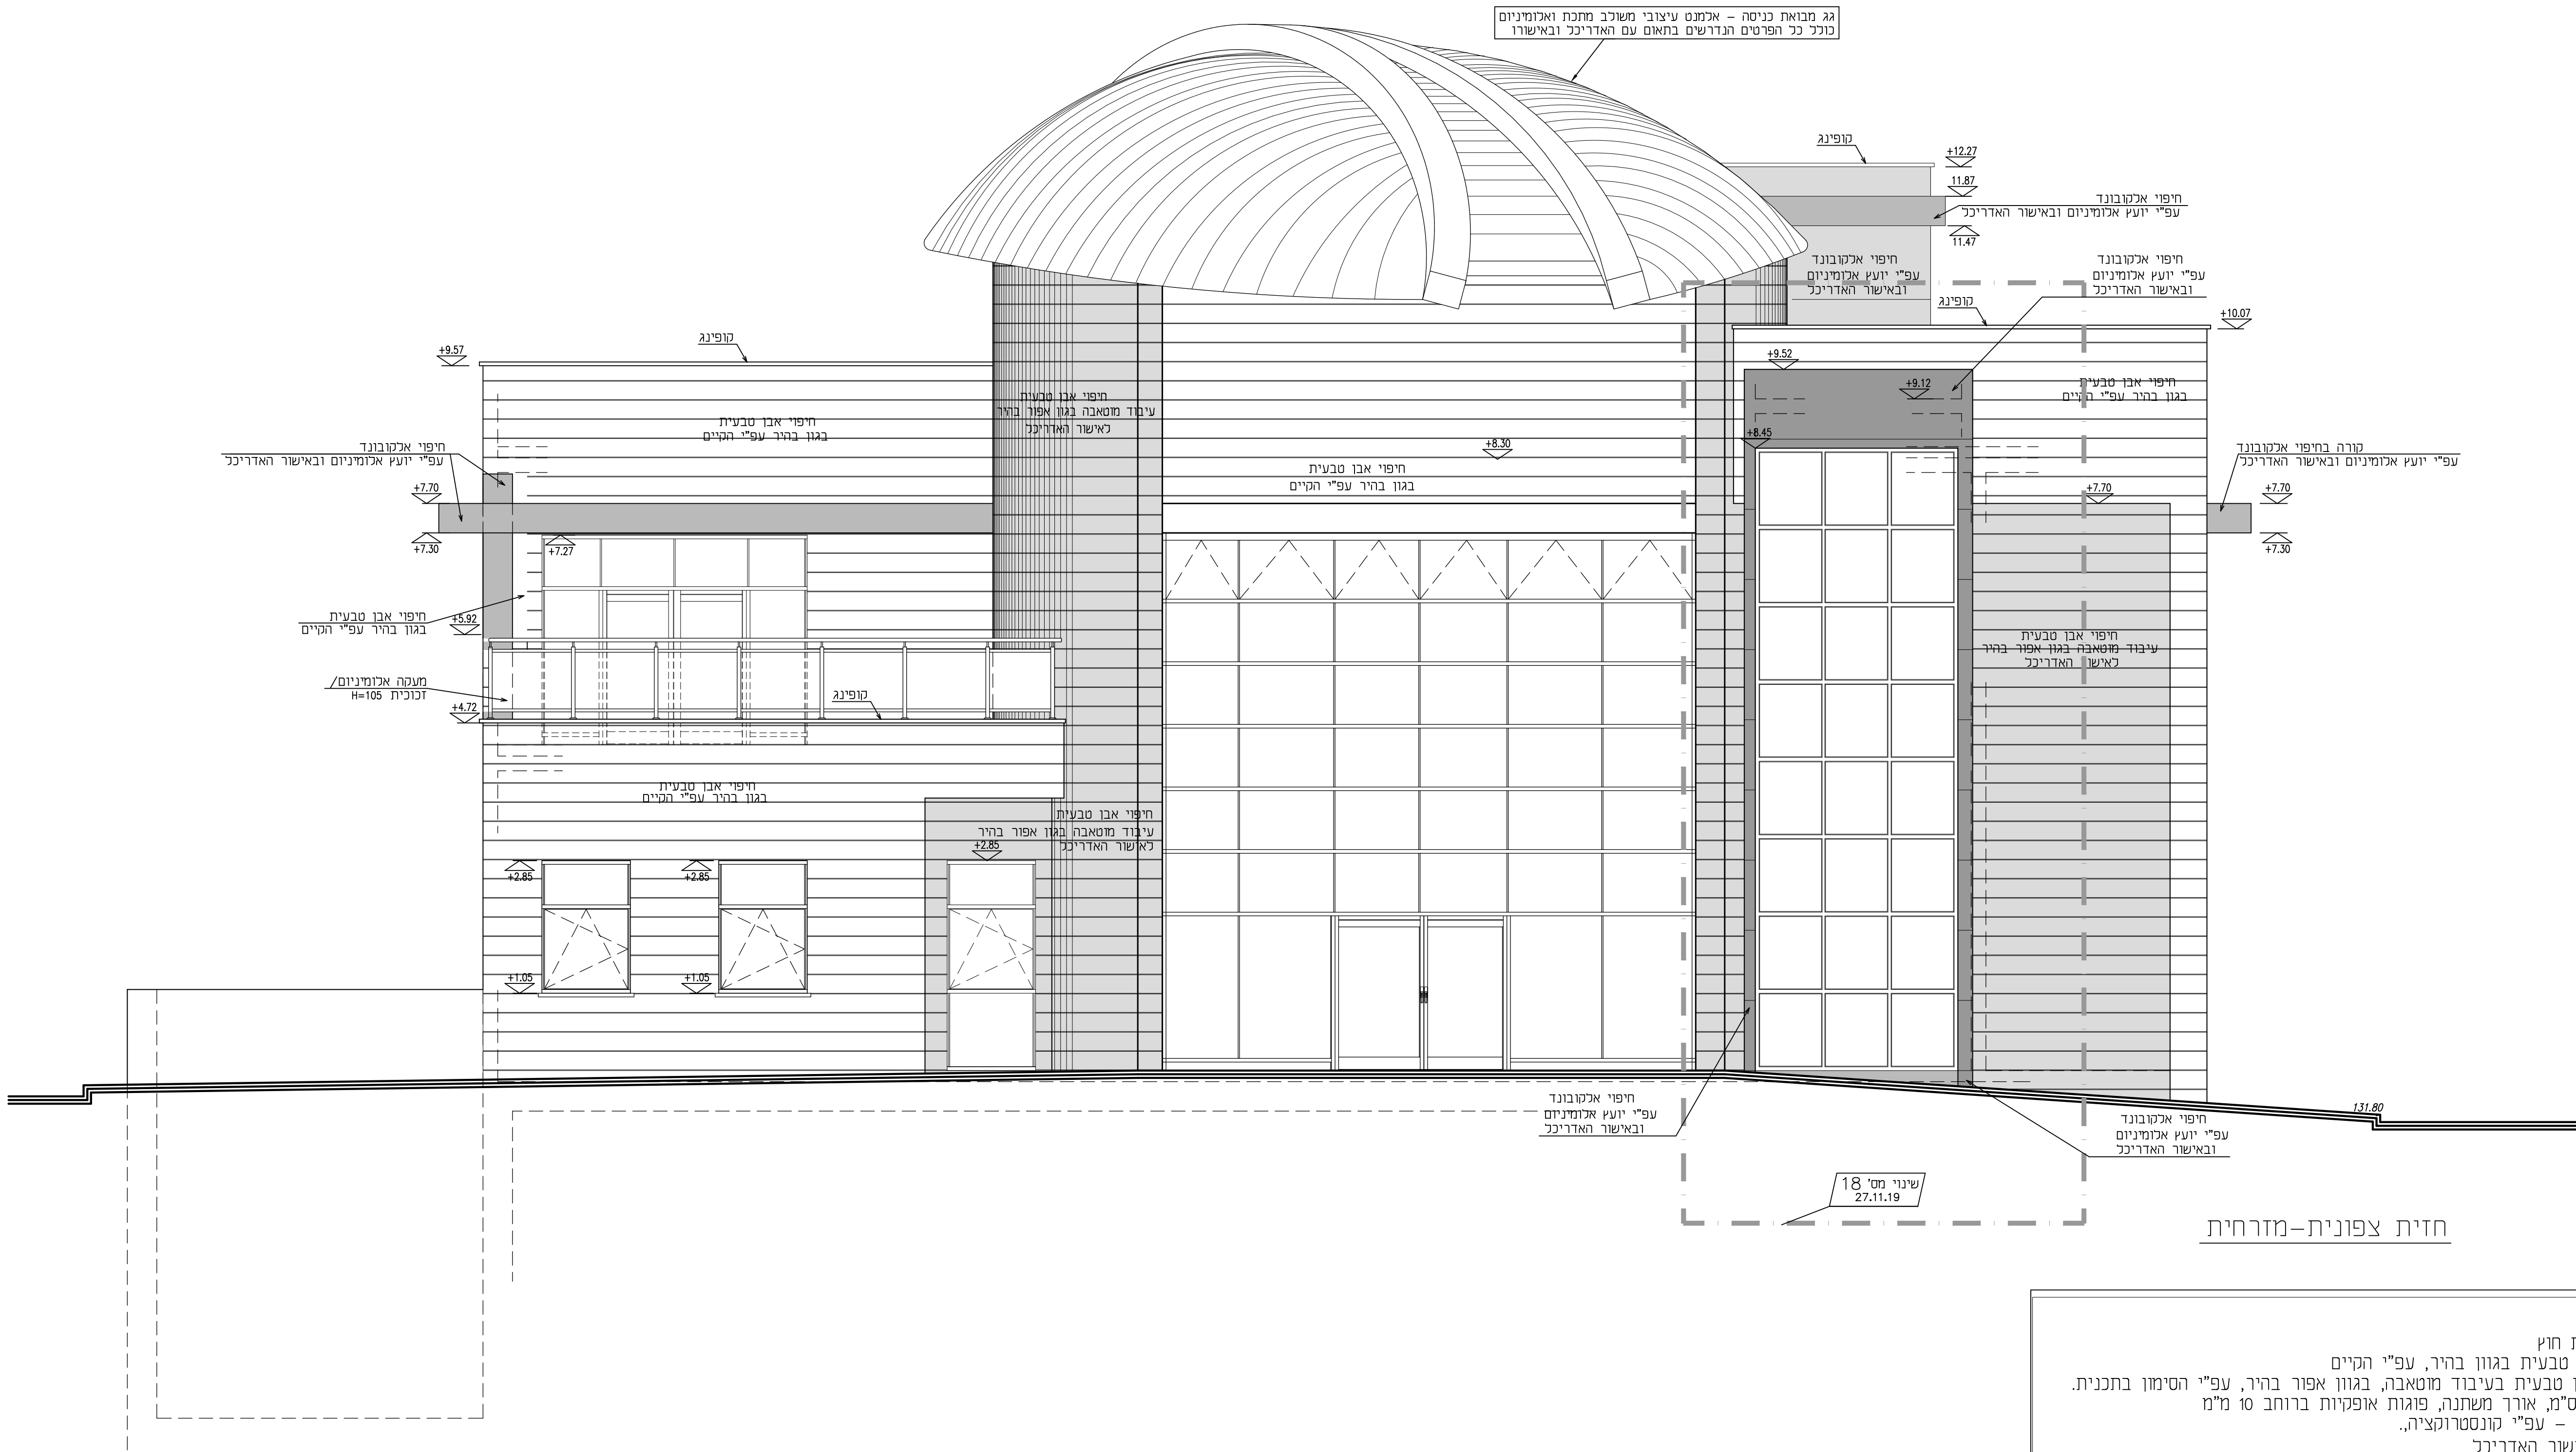 גג מבואת כניסה – אלמנט עיצובי משולב מתכת ואלומיניום
כולל כל הפרטים הנדרשים בתאום עם האדריכל ובאישורו
קופינג
+12.27
11.87
חיפוי אלקובונד
עפ"י יועץ אלומיניום ובאישור האדריכל
11.47
חיפוי אלקובונד
עפ"י יועץ אלומיניום
ובאישור האדריכל
חיפוי אלקובונד
עפ"י יועץ אלומיניום
ובאישור האדריכל
קופינג
+10.07
קופינג
+9.57
+9.52
+9.12
חיפוי אבן טבעית
בגון בהיר עפ"י הקיים
חיפוי אבן טבעית
עיבוד מוטאבה בגון אפור בהיר
לאישור האדריכל
חיפוי אבן טבעית
בגון בהיר עפ"י הקיים
+8.45
+8.30
חיפוי אבן טבעית
בגון בהיר עפ"י הקיים
קורה בחיפוי אלקובונד
עפ"י יועץ אלומיניום ובאישור האדריכל
חיפוי אלקובונד
עפ"י יועץ אלומיניום ובאישור האדריכל
+7.70
+7.70
+7.70
+7.30
+7.27
+7.30
חיפוי אבן טבעית
בגון בהיר עפ"י הקיים
+5.92
חיפוי אבן טבעית
עיבוד מוטאבה בגון אפור בהיר
לאישור האדריכל
מעקה אלומיניום/
זכוכית H=105
קופינג
+4.72
חיפוי אבן טבעית
בגון בהיר עפ"י הקיים
חיפוי אבן טבעית
עיבוד מוטאבה בגון אפור בהיר
לאישור האדריכל
+2.85
+2.85
+2.85
+1.05
+1.05
חיפוי אלקובונד
עפ"י יועץ אלומיניום
ובאישור האדריכל
131.80
חיפוי אלקובונד
עפ"י יועץ אלומיניום
ובאישור האדריכל
שינוי מס' 18
27.11.19
חזית צפונית-מזרחית
חוץ
טבעית בגוון בהיר, עפ"י הקיים
טבעית בעיבוד מוטאבה, בגוון אפור בהיר, עפ"י הסימון בתכנית.
ס"מ, אורך משתנה, פוגות אופקיות ברוחב 10 מ"מ
– עפ"י קונסטרוקציה,.
האדריכל